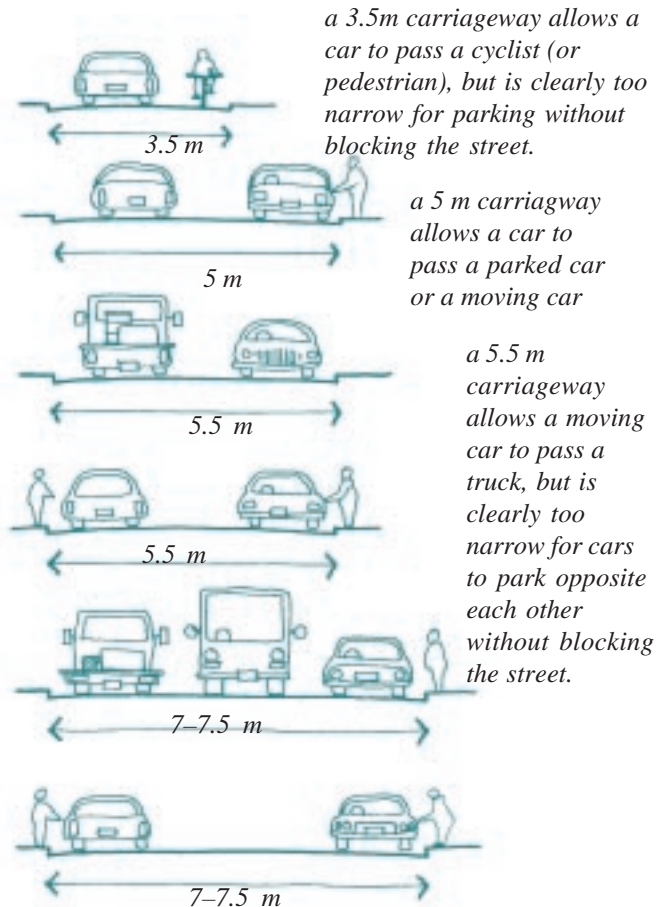 a 3.5m carriageway allows a
car to pass a cyclist (or
pedestrian), but is clearly too
narrow for parking without
blocking the street.
3.5 m
a 5 m carriagway
allows a car to
pass a parked car
or a moving car
5 m
a 5.5 m
carriageway
allows a moving
car to pass a
truck, but is
clearly too
narrow for cars
to park opposite
each other
without blocking
the street.
5.5 m
5.5 m
7–7.5 m
7–7.5 m